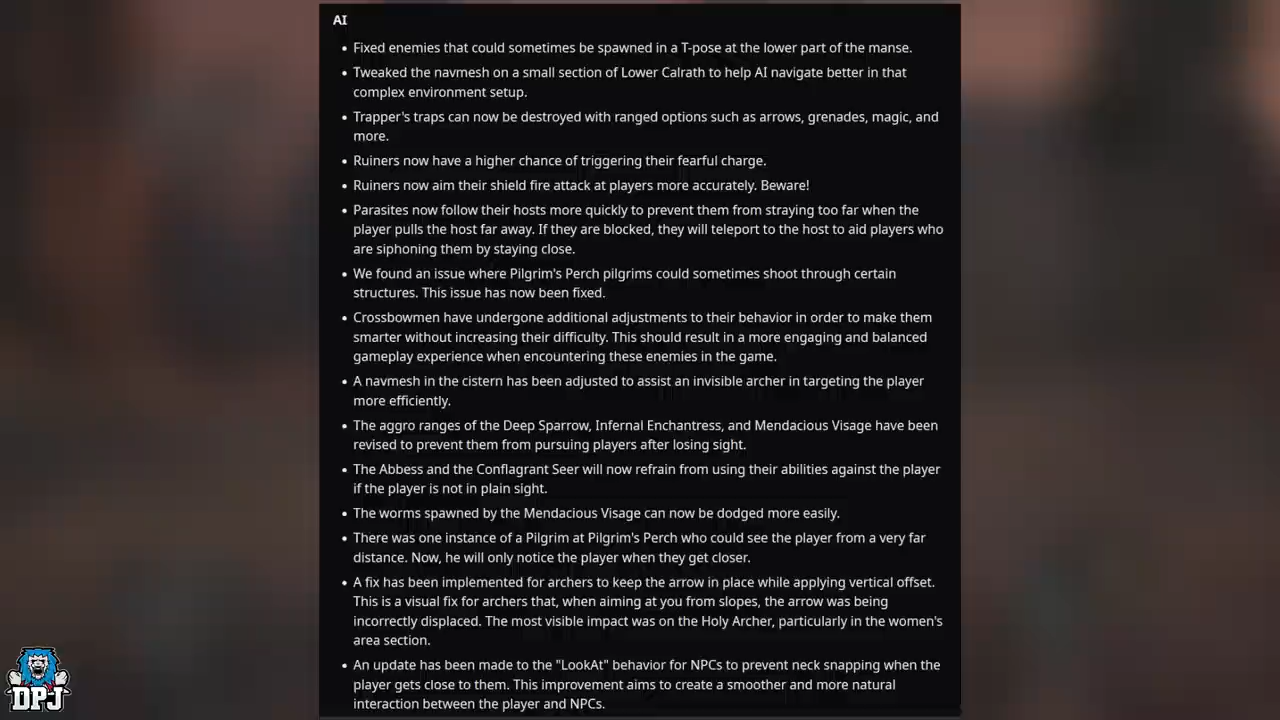 AI
• Fixed enemies that could sometimes be spawned in a T-pose at the lower part of the manse.
• Tweaked the navmesh on a small section of Lower Calrath to help AI navigate better in that
complex environment setup.
• Trapper's traps can now be destroyed with ranged options such as arrows, grenades, magic, and
more.
• Ruiners now have a higher chance of triggering their fearful charge.
• Ruiners now aim their shield fire attack at players more accurately. Beware!
• Parasites now follow their hosts more quickly to prevent them from straying too far when the
player pulls the host far away. If they are blocked, they will teleport to the host to aid players who
are siphoning them by staying close.
• We found an issue where Pilgrim's Perch pilgrims could sometimes shoot through certain
structures. This issue has now been fixed.
• Crossbowmen have undergone additional adjustments to their behavior in order to make them
smarter without increasing their difficulty. This should result in a more engaging and balanced
gameplay experience when encountering these enemies in the game.
• A navmesh in the cistern has been adjusted to assist an invisible archer in targeting the player
more efficiently.
• The aggro ranges of the Deep Sparrow, Infernal Enchantress, and Mendacious Visage have been
revised to prevent them from pursuing players after losing sight.
• The Abbess and the Conflagrant Seer will now refrain from using their abilities against the player
if the player is not in plain sight.
• The worms spawned by the Mendacious Visage can now be dodged more easily.
• There was one instance of a Pilgrim at Pilgrim's Perch who could see the player from a very far
distance. Now, he will only notice the player when they get closer.
• A fix has been implemented for archers to keep the arrow in place while applying vertical offset.
This is a visual fix for archers that, when aiming at you from slopes, the arrow was being
incorrectly displaced. The most visible impact was on the Holy Archer, particularly in the women's
area section.
• An update has been made to the "LookAt" behavior for NPCs to prevent neck snapping when the
player gets close to them. This improvement aims to create a smoother and more natural
interaction between the player and NPCs.
DPJ